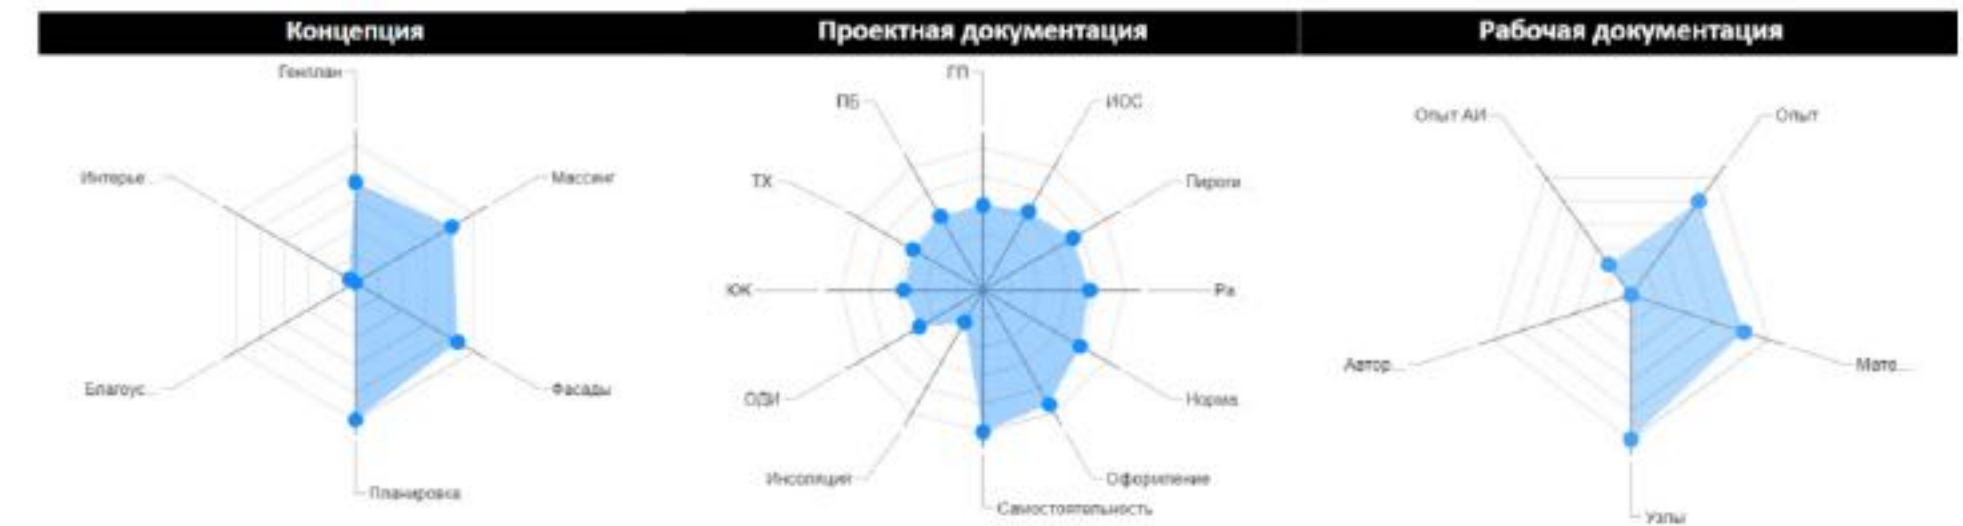 Концепция
Проектная документация
Рабочая документация
Генплан
Массинг
Фасады
Планировка
Благоус...
Интерье...
ГП
ИОС
Пироги
Ра
Норма
Оформление
Самостоятельность
Инсоляция
ОДИ
ЮК
ТХ
ПБ
Опыт АИ
Опыт
Мате...
Узлы
Автор...